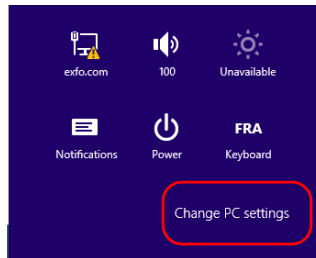 exfo.com 100 Unavailable
FRA
Notifications Power Keyboard
Change PC settings